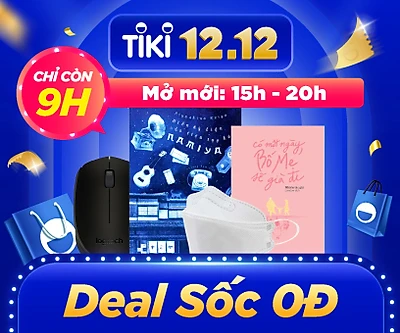 TIKI 12.12
CHỈ CÒN
9H
Mở mới: 15h - 20h
NAMIYA
có một ngày
Bố Mẹ
sẽ già đi
logitech
Deal Sốc 0Đ